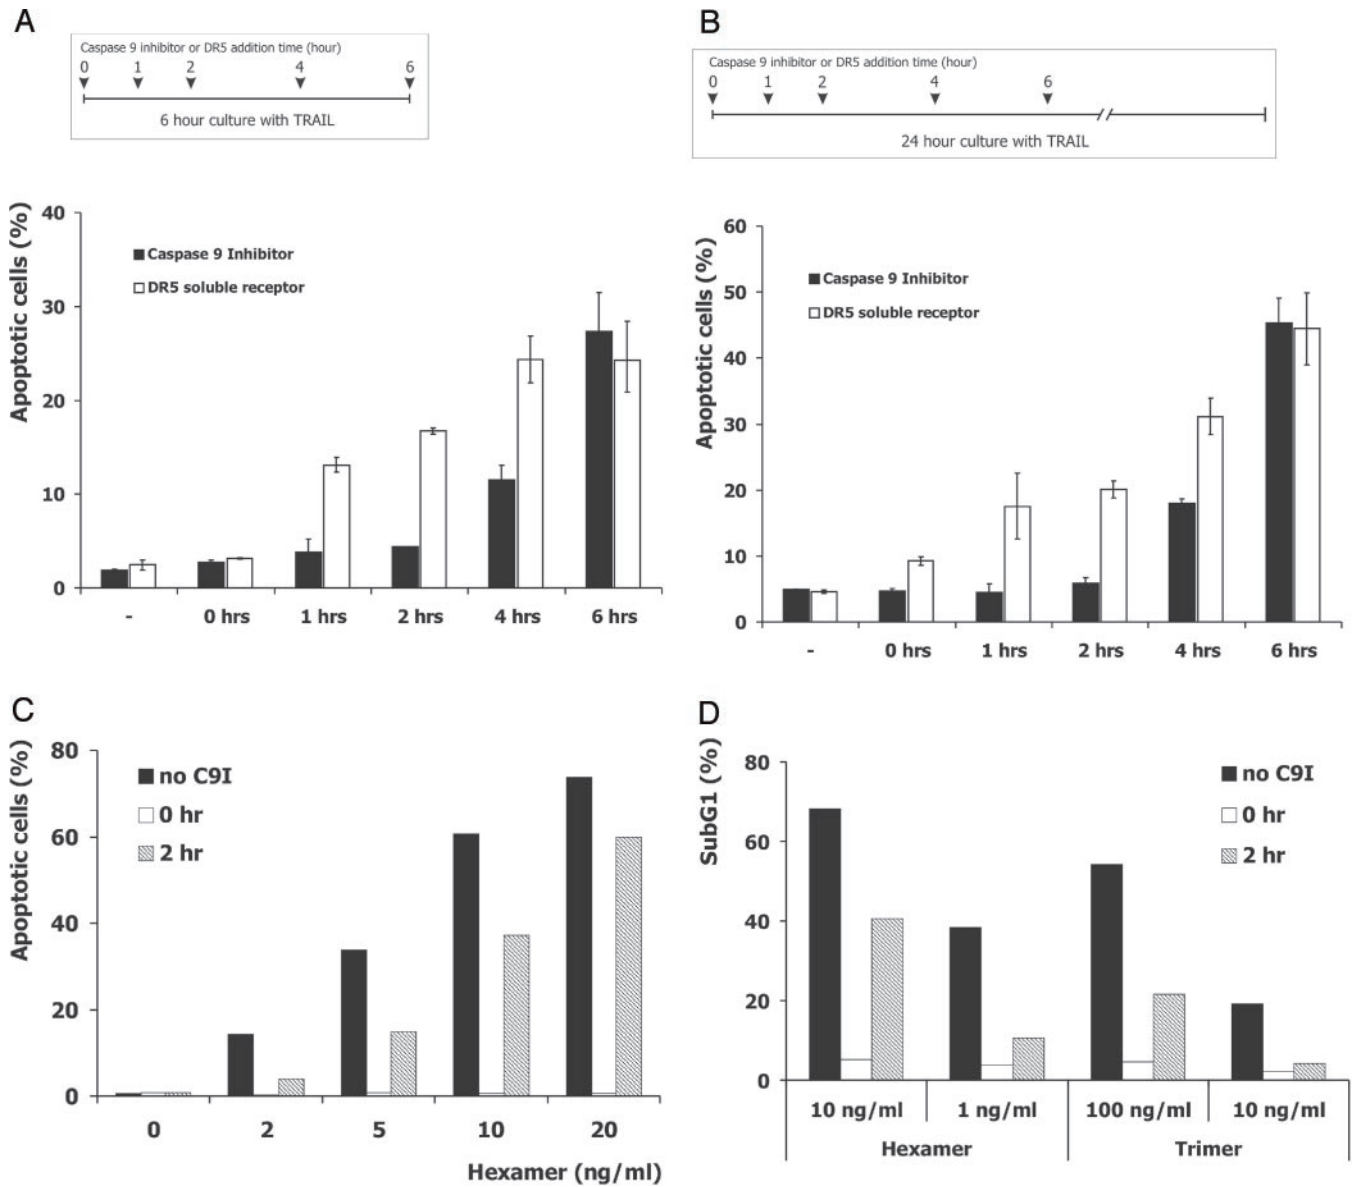 A
Caspase 9 inhibitor or DR5 addition time (hour)
0 1 2 4 6
6 hour culture with TRAIL
Apoptotic cells (%)
40
30
20
10
0
Caspase 9 Inhibitor
DR5 soluble receptor
- 0 hrs 1 hrs 2 hrs 4 hrs 6 hrs
B
Caspase 9 inhibitor or DR5 addition time (hour)
0 1 2 4 6
24 hour culture with TRAIL
Apoptotic cells (%)
60
50
40
30
20
10
0
Caspase 9 Inhibitor
DR5 soluble receptor
- 0 hrs 1 hrs 2 hrs 4 hrs 6 hrs
C
Apoptotic cells (%)
80
60
40
20
0
no C9I
0 hr
2 hr
0 2 5 10 20
Hexamer (ng/ml)
D
SubG1 (%)
80
60
40
20
0
no C9I
0 hr
2 hr
10 ng/ml 1 ng/ml 100 ng/ml 10 ng/ml
Hexamer Trimer